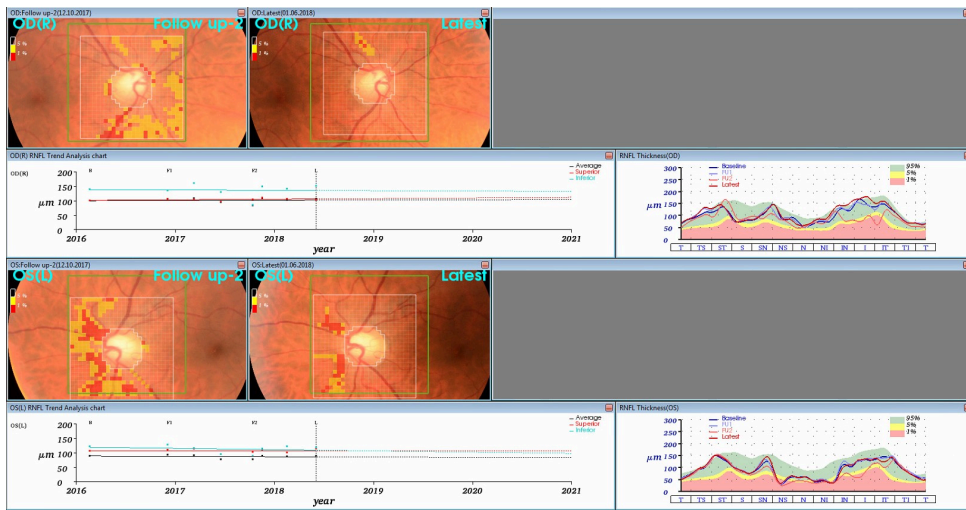 OD:Follow up-2(12.10.2017)
OD(R) Follow up-2
5 %
1 %
OD:Latest(01.06.2018)
OD(R) Latest
5 %
1 %
OD(R) RNFL Trend Analysis chart
OD(R)
Average
Superior
Inferior
200
150
100
50
0
μm
2016 2017 2018 2019 2020 2021
year
RNFL Thickness(OD)
300
250
200
150
100
50
0
μm
Baseline
FU1
FU2
Latest
95%
5%
1%
T TS ST S SN NS N NI IN I IT TI T
OS:Follow up-2(12.10.2017)
OS(L) Follow up-2
1 %
OS:Latest(01.06.2018)
OS(L) Latest
1 %
OS(L) RNFL Trend Analysis chart
OS(L)
Average
Superior
Inferior
200
150
100
50
0
μm
2016 2017 2018 2019 2020 2021
year
RNFL Thickness(OS)
300
250
200
150
100
50
0
μm
Baseline
FU1
FU2
Latest
95%
5%
1%
T TS ST S SN NS N NI IN I IT TI T